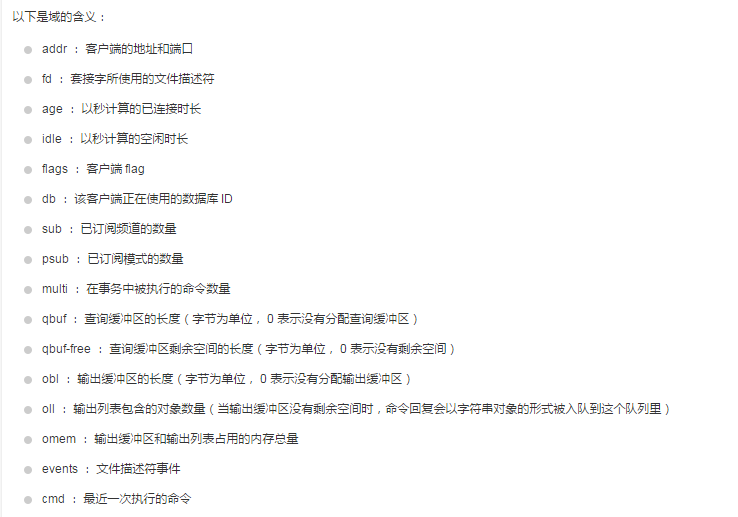 以下是域的含义：
addr ： 客户端的地址和端口
fd ： 套接字所使用的文件描述符
age ： 以秒计算的已连接时长
idle ： 以秒计算的空闲时长
flags ： 客户端 flag
db ： 该客户端正在使用的数据库 ID
sub ： 已订阅频道的数量
psub ： 已订阅模式的数量
multi ： 在事务中被执行的命令数量
qbuf ： 查询缓冲区的长度（字节为单位， 0 表示没有分配查询缓冲区）
qbuf-free ： 查询缓冲区剩余空间的长度（字节为单位， 0 表示没有剩余空间）
obl ： 输出缓冲区的长度（字节为单位， 0 表示没有分配输出缓冲区）
oll ： 输出列表包含的对象数量（当输出缓冲区没有剩余空间时，命令回复会以字符串对象的形式被入队到这个队列里）
omem ： 输出缓冲区和输出列表占用的内存总量
events ： 文件描述符事件
cmd ： 最近一次执行的命令